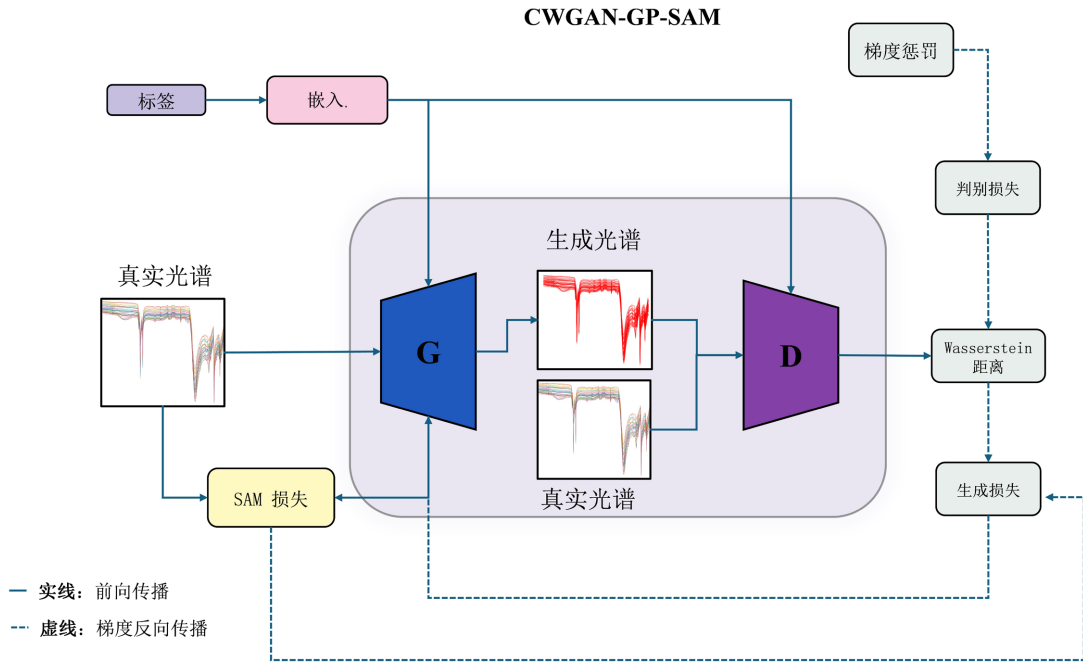 CWGAN-GP-SAM
梯度惩罚
标签
嵌入.
判别损失
生成光谱
真实光谱
G
D
Wasserstein
距离
SAM 损失
真实光谱
生成损失
实线：前向传播
虚线：梯度反向传播